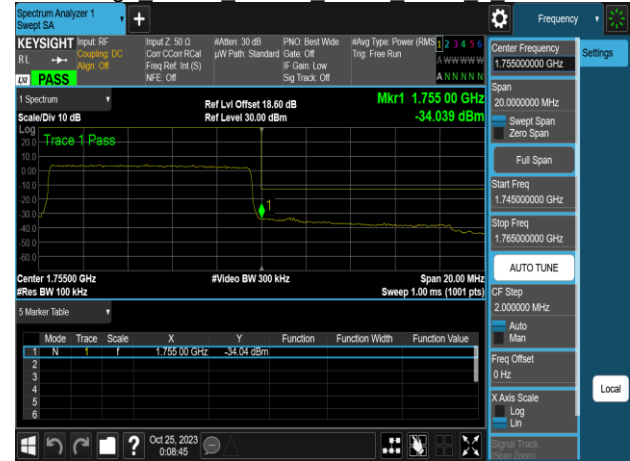 Spectrum Analyzer 1
Swept SA
+
Frequency
KEYSIGHT
RL
LXI
PASS
Input: RF
Coupling: DC
Align: Off
Input Z: 50 Ω
Corr CCorr RCal
Freq Ref: Int (S)
NFE: Off
#Atten: 30 dB
µW Path: Standard
PNO: Best Wide
Gate: Off
IF Gain: Low
Sig Track: Off
#Avg Type: Power (RMS
Trig: Free Run
1 2 3 4 5 6
A W W W W W
A N N N N N
1 Spectrum
Scale/Div 10 dB
Ref Lvl Offset 18.60 dB
Ref Level 30.00 dBm
Mkr1 1.755 00 GHz
-34.039 dBm
Log
Trace 1 Pass
20.0
10.0
0.00
-10.0
-20.0
-30.0
-40.0
-50.0
-60.0
1
Center 1.75500 GHz
#Res BW 100 kHz
#Video BW 300 kHz
Span 20.00 MHz
Sweep 1.00 ms (1001 pts)
5 Marker Table
Mode Trace Scale X Y Function Function Width Function Value
1 N 1 f 1.755 00 GHz -34.04 dBm
2
3
4
5
6
Oct 25, 2023
0:08:45
Center Frequency
1.755000000 GHz
Settings
Span
20.0000000 MHz
Swept Span
Zero Span
Full Span
Start Freq
1.745000000 GHz
Stop Freq
1.765000000 GHz
AUTO TUNE
CF Step
2.000000 MHz
Auto
Man
Freq Offset
0 Hz
X Axis Scale
Log
Lin
Local
Signal Track
(Span Zoom)